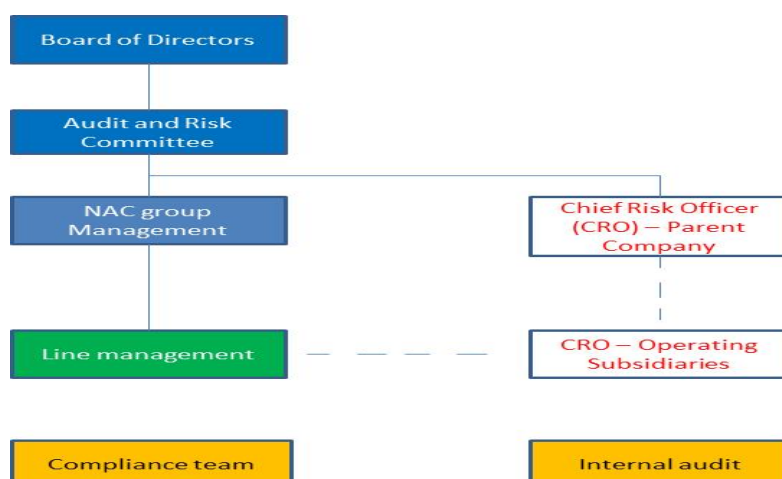 Board of Directors
Audit and Risk
Committee
NAC group
Management
Chief Risk Officer
(CRO) – Parent
Company
Line management
CRO – Operating
Subsidiaries
Compliance team
Internal audit